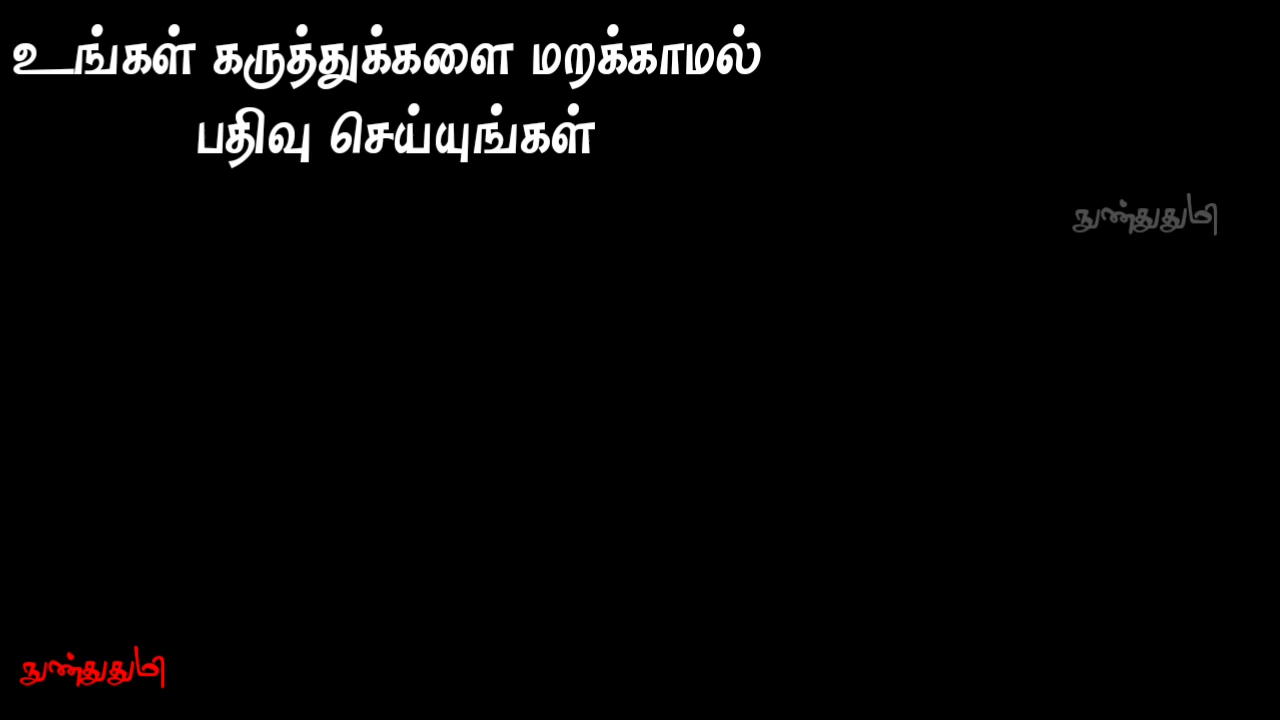 உங்கள் கருத்துக்களை மறக்காமல்
பதிவு செய்யுங்கள்
நுண்துதுமி
நுண்துதுமி